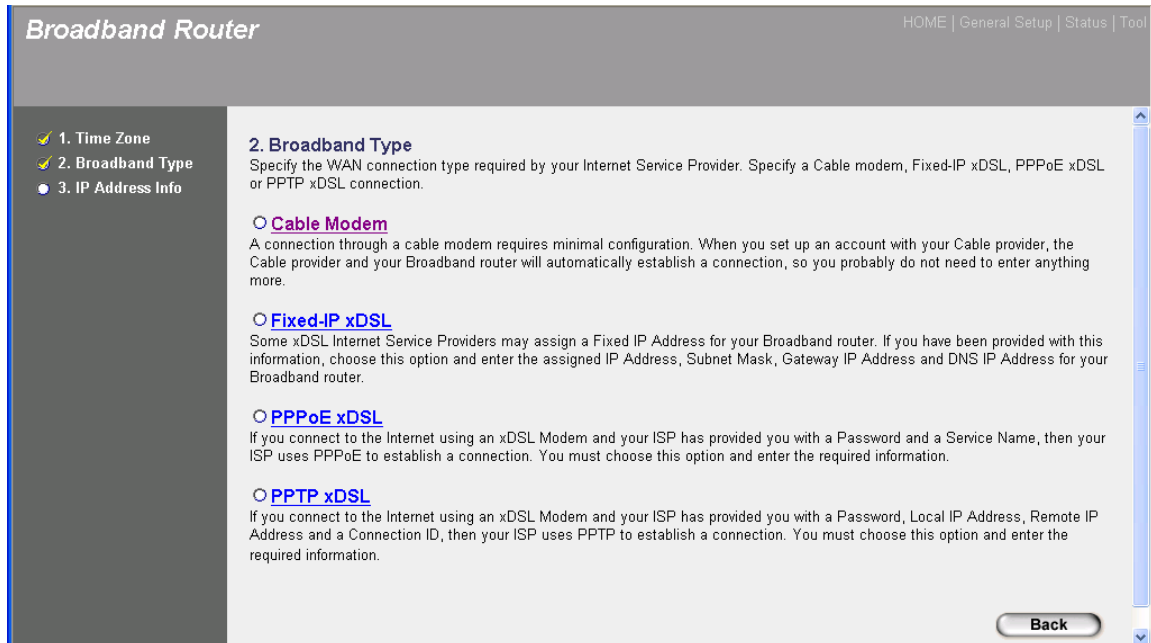 Broadband Router
HOME | General Setup | Status | Tool
1. Time Zone
2. Broadband Type
3. IP Address Info
2. Broadband Type
Specify the WAN connection type required by your Internet Service Provider. Specify a Cable modem, Fixed-IP xDSL, PPPoE xDSL
or PPTP xDSL connection.
Cable Modem
A connection through a cable modem requires minimal configuration. When you set up an account with your Cable provider, the
Cable provider and your Broadband router will automatically establish a connection, so you probably do not need to enter anything
more.
Fixed-IP xDSL
Some xDSL Internet Service Providers may assign a Fixed IP Address for your Broadband router. If you have been provided with this
information, choose this option and enter the assigned IP Address, Subnet Mask, Gateway IP Address and DNS IP Address for your
Broadband router.
PPPoE xDSL
If you connect to the Internet using an xDSL Modem and your ISP has provided you with a Password and a Service Name, then your
ISP uses PPPoE to establish a connection. You must choose this option and enter the required information.
PPTP xDSL
If you connect to the Internet using an xDSL Modem and your ISP has provided you with a Password, Local IP Address, Remote IP
Address and a Connection ID, then your ISP uses PPTP to establish a connection. You must choose this option and enter the
required information.
Back